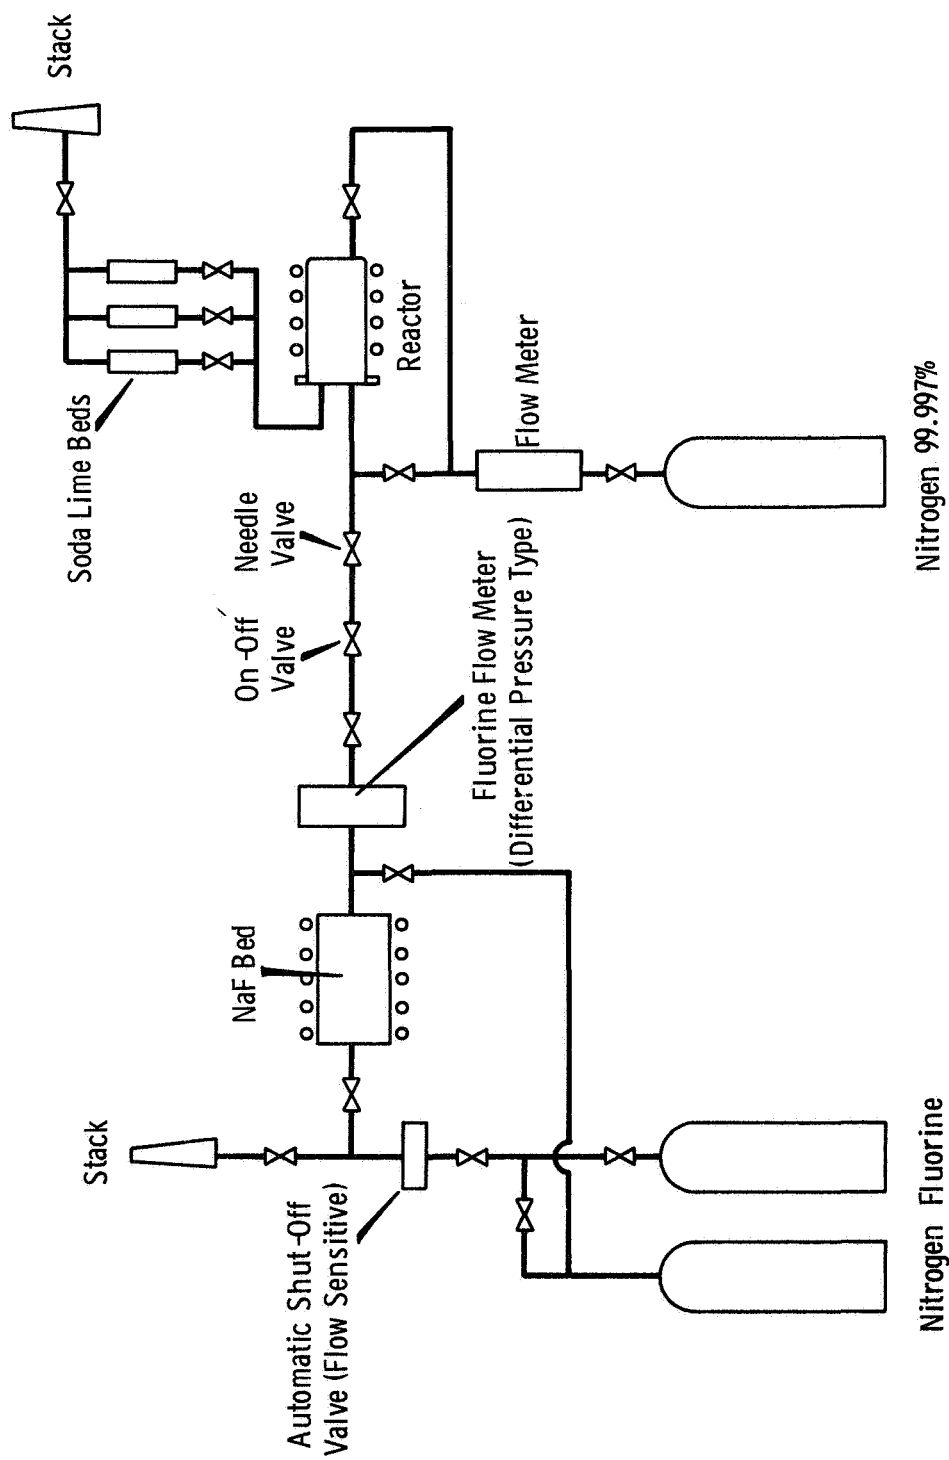 Stack
Soda Lime Beds
Reactor
Flow Meter
Nitrogen 99.997%
Needle
Valve
On-Off
Valve
Fluorine Flow Meter
(Differential Pressure Type)
NaF Bed
Stack
Automatic Shut-Off
Valve (Flow Sensitive)
Nitrogen Fluorine